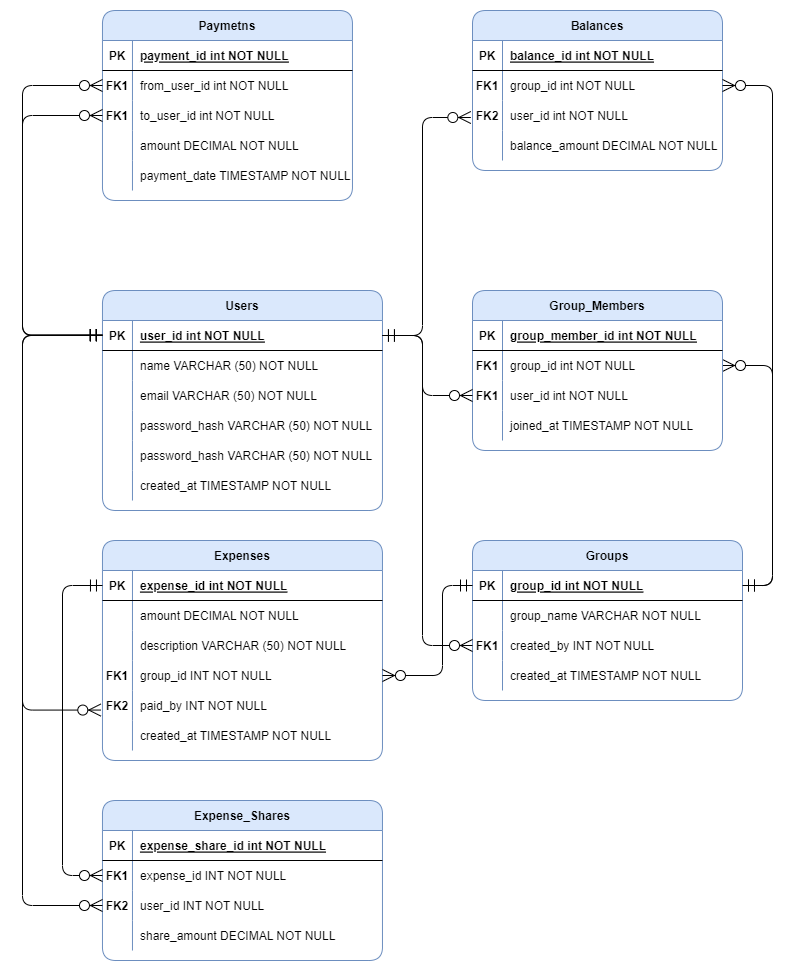 Paymetns
PK payment_id int NOT NULL
FK1 from_user_id int NOT NULL
FK1 to_user_id int NOT NULL
amount DECIMAL NOT NULL
payment_date TIMESTAMP NOT NULL
Balances
PK balance_id int NOT NULL
FK1 group_id int NOT NULL
FK2 user_id int NOT NULL
balance_amount DECIMAL NOT NULL
Users
PK user_id int NOT NULL
name VARCHAR (50) NOT NULL
email VARCHAR (50) NOT NULL
password_hash VARCHAR (50) NOT NULL
password_hash VARCHAR (50) NOT NULL
created_at TIMESTAMP NOT NULL
Group_Members
PK group_member_id int NOT NULL
FK1 group_id int NOT NULL
FK1 user_id int NOT NULL
joined_at TIMESTAMP NOT NULL
Expenses
PK expense_id int NOT NULL
amount DECIMAL NOT NULL
description VARCHAR (50) NOT NULL
FK1 group_id INT NOT NULL
FK2 paid_by INT NOT NULL
created_at TIMESTAMP NOT NULL
Groups
PK group_id int NOT NULL
group_name VARCHAR NOT NULL
FK1 created_by INT NOT NULL
created_at TIMESTAMP NOT NULL
Expense_Shares
PK expense_share_id int NOT NULL
FK1 expense_id INT NOT NULL
FK2 user_id INT NOT NULL
share_amount DECIMAL NOT NULL